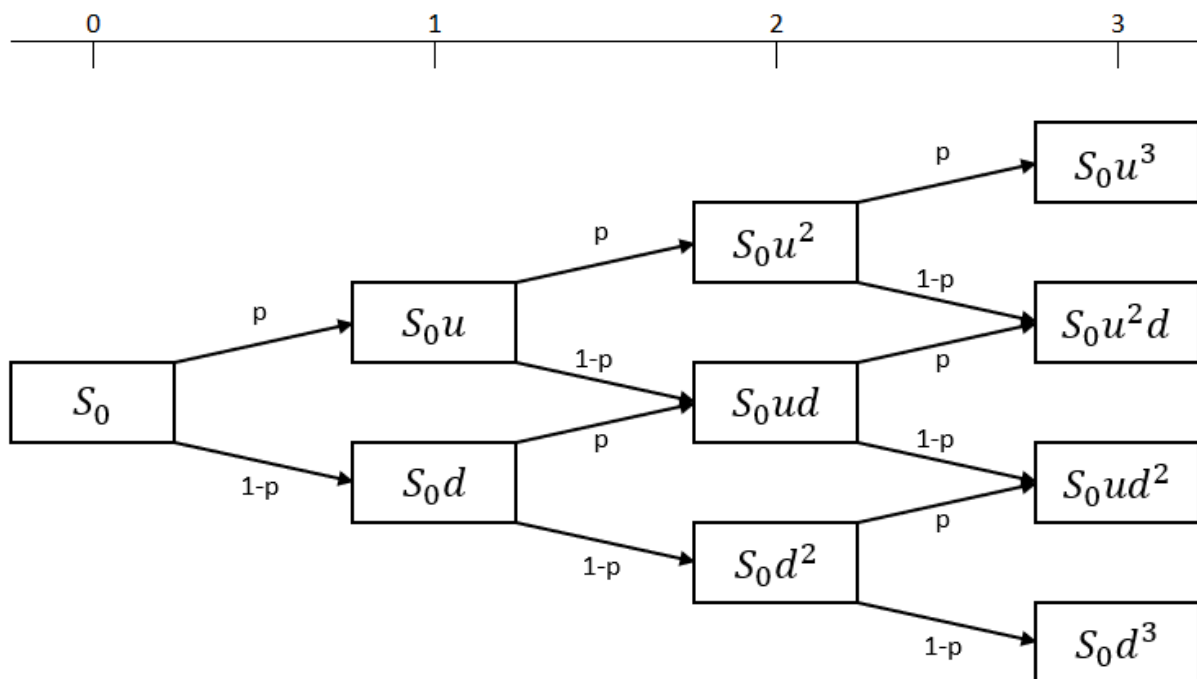 0 1 2 3
p
S₀u³
p
S₀u²
1-p
p
S₀u
S₀u²d
1-p
p
S₀
S₀ud
p
1-p
1-p
S₀d
S₀ud²
p
1-p
S₀d²
1-p
S₀d³